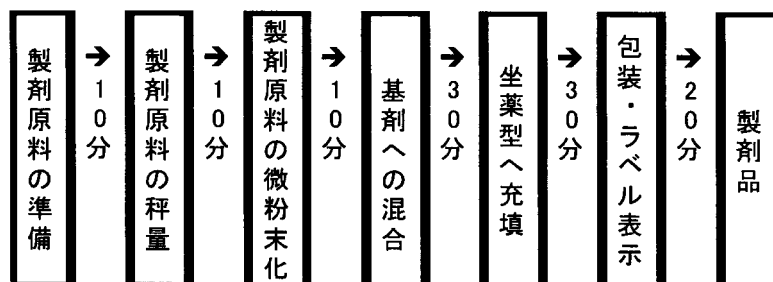 製剤原料の準備
➔10分
製剤原料の秤量
➔10分
製剤原料の微粉末化
➔10分
基剤への混合
➔30分
坐薬型へ充填
➔30分
包装・ラベル表示
➔20分
製剤品